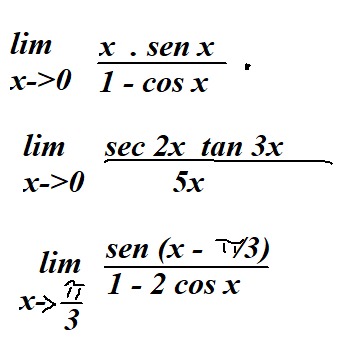 lim x . sen x
x->0 1 - cos x .
lim sec 2x tan 3x
x->0 5x
lim sen (x - π/3)
x-> π/3 1 - 2 cos x